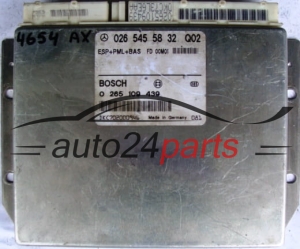 4654 AX
026 545 58 32 Q02
ESP+PML+BAS FD 00M01
BOSCH
0 265 109 439
Made in Germany
auto24parts